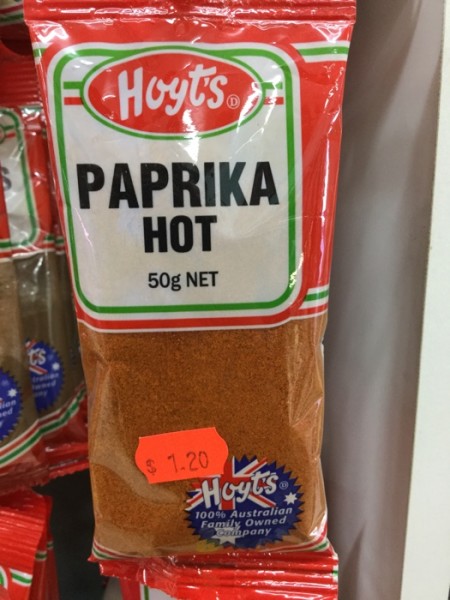 Hoyt's D
PAPRIKA
HOT
50g NET
$ 1.20
Hoyt's D
100% Australian
Family Owned
Company